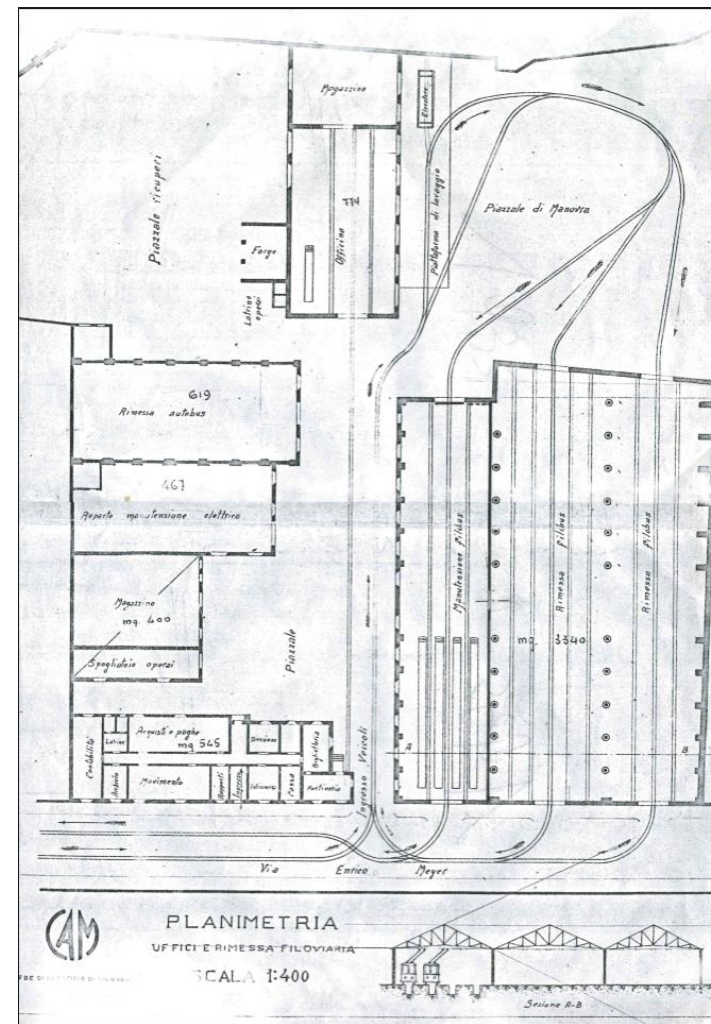 Magazzino
Elevatore
Piazzale ricuperi
774
Officina
Piattaforma di lavaggio
Piazzale di Manovra
Forge
Latrine operai
619
Rimessa autobus
467
Reparto manutenzione elettrica
Manutenzione filobus
Rimessa filobus
Rimessa filobus
Magazzino
mq. 400
mq. 3340
Spogliatoio operai
Piazzale
Contabilità
Latrine
Acquisti e paghe
mq 545
Direzione
Biglietteria
Ingresso Veicoli
A
B
Archivio
Movimento
Rapporti
Ingresso
Cassa
Portineria
Via Enrico Meyer
CAM
PLANIMETRIA
UFFICI E RIMESSA FILOVIARIA
SCALA 1:400
Sezione A-B